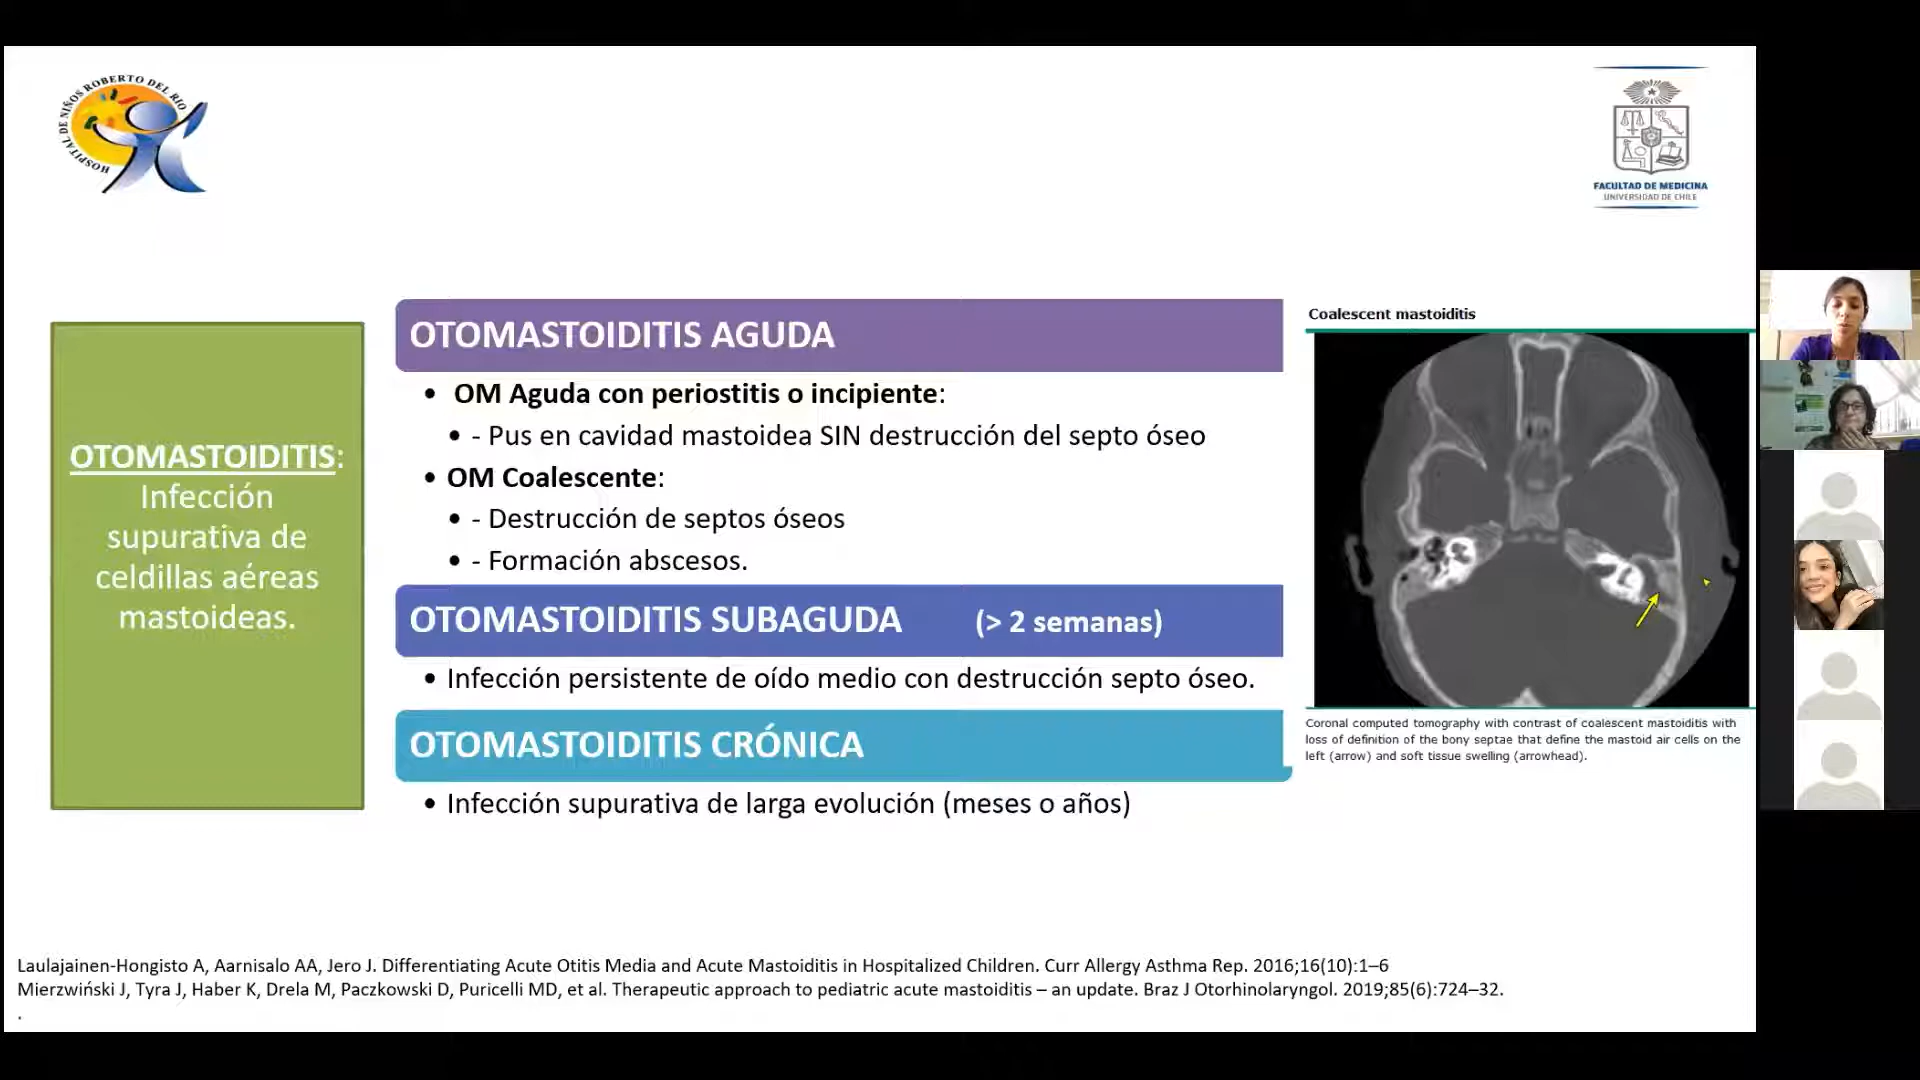 HOSPITAL DE NIÑOS ROBERTO DEL RIO
FACULTAD DE MEDICINA
UNIVERSIDAD DE CHILE
OTOMASTOIDITIS:
Infección
supurativa de
celdillas aéreas
mastoideas.
OTOMASTOIDITIS AGUDA
• OM Aguda con periostitis o incipiente:
• - Pus en cavidad mastoidea SIN destrucción del septo óseo
• OM Coalescente:
• - Destrucción de septos óseos
• - Formación abscesos.
OTOMASTOIDITIS SUBAGUDA (> 2 semanas)
• Infección persistente de oído medio con destrucción septo óseo.
OTOMASTOIDITIS CRÓNICA
• Infección supurativa de larga evolución (meses o años)
Coalescent mastoiditis
Coronal computed tomography with contrast of coalescent mastoiditis with
loss of definition of the bony septae that define the mastoid air cells on the
left (arrow) and soft tissue swelling (arrowhead).
Laulajainen-Hongisto A, Aarnisalo AA, Jero J. Differentiating Acute Otitis Media and Acute Mastoiditis in Hospitalized Children. Curr Allergy Asthma Rep. 2016;16(10):1–6
Mierzwiński J, Tyra J, Haber K, Drela M, Paczkowski D, Puricelli MD, et al. Therapeutic approach to pediatric acute mastoiditis – an update. Braz J Otorhinolaryngol. 2019;85(6):724–32.
.